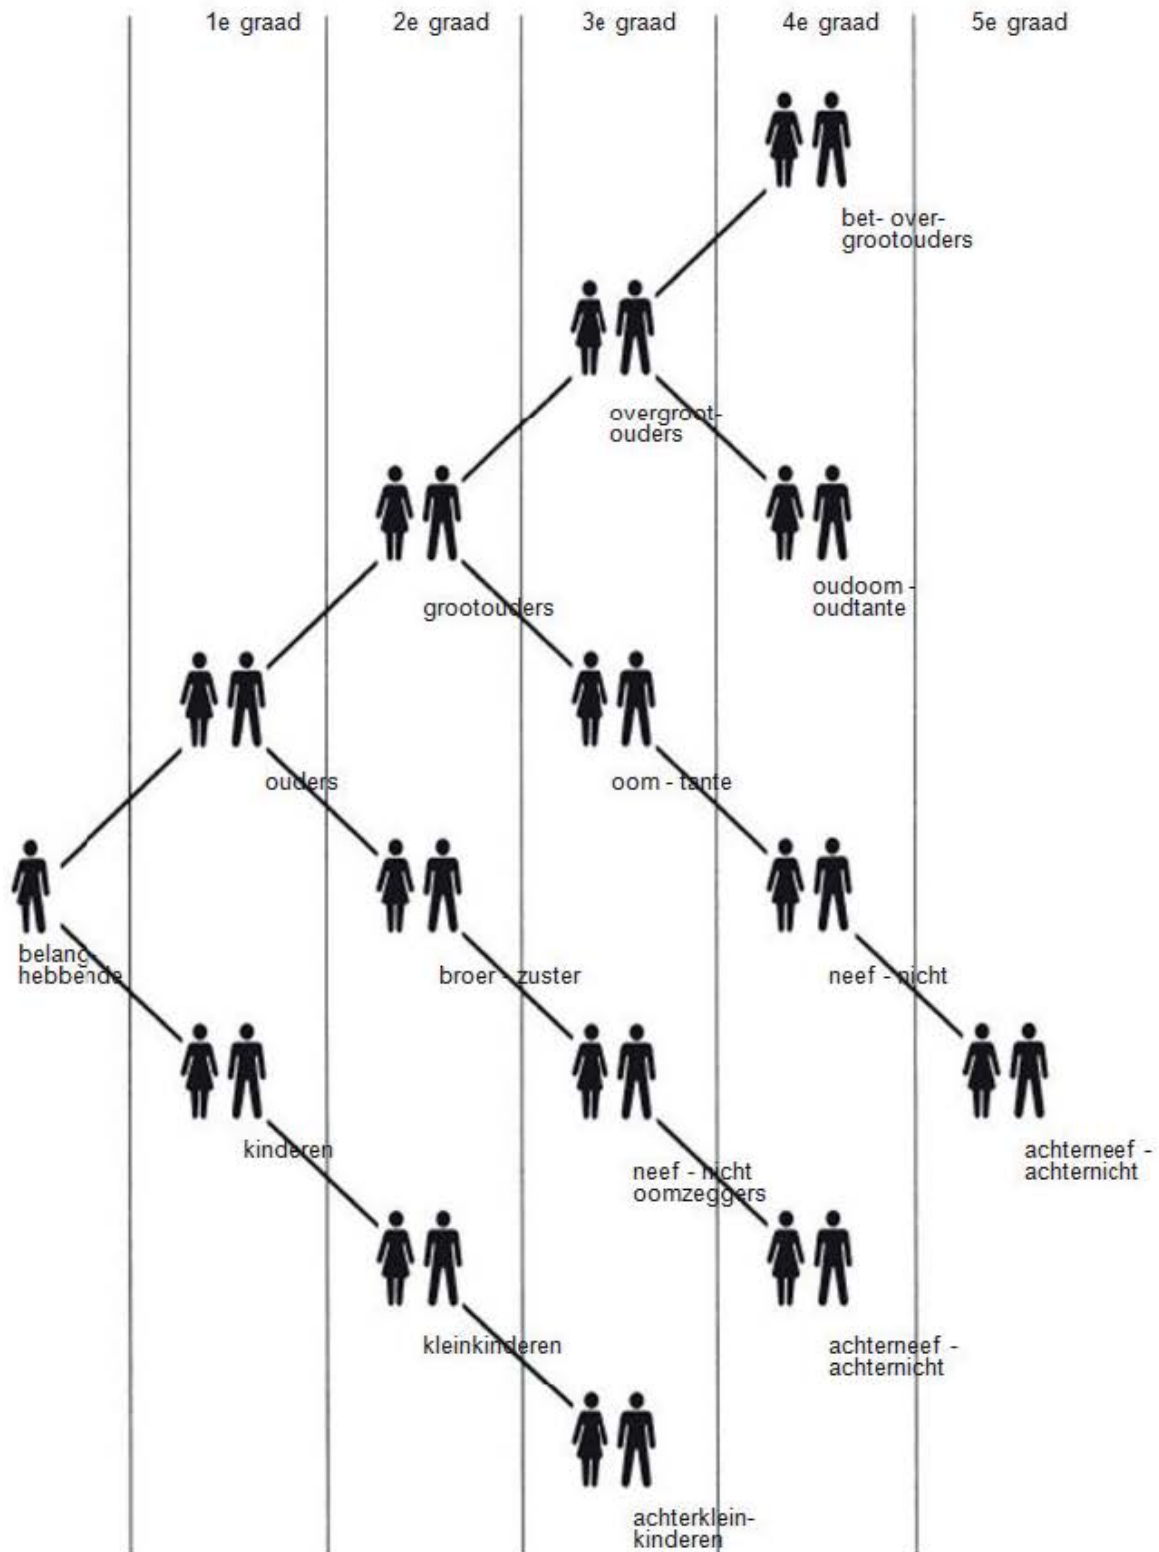 1e graad 2e graad 3e graad 4e graad 5e graad
bet- over-
grootouders
overgroot-
ouders
oudoom -
oudtante
grootouders
ouders
oom - tante
belang-
hebbende
broer - zuster
neef - nicht
kinderen
neef - nicht
oomzeggers
achterneef -
achternicht
kleinkinderen
achterneef -
achternicht
achterklein-
kinderen